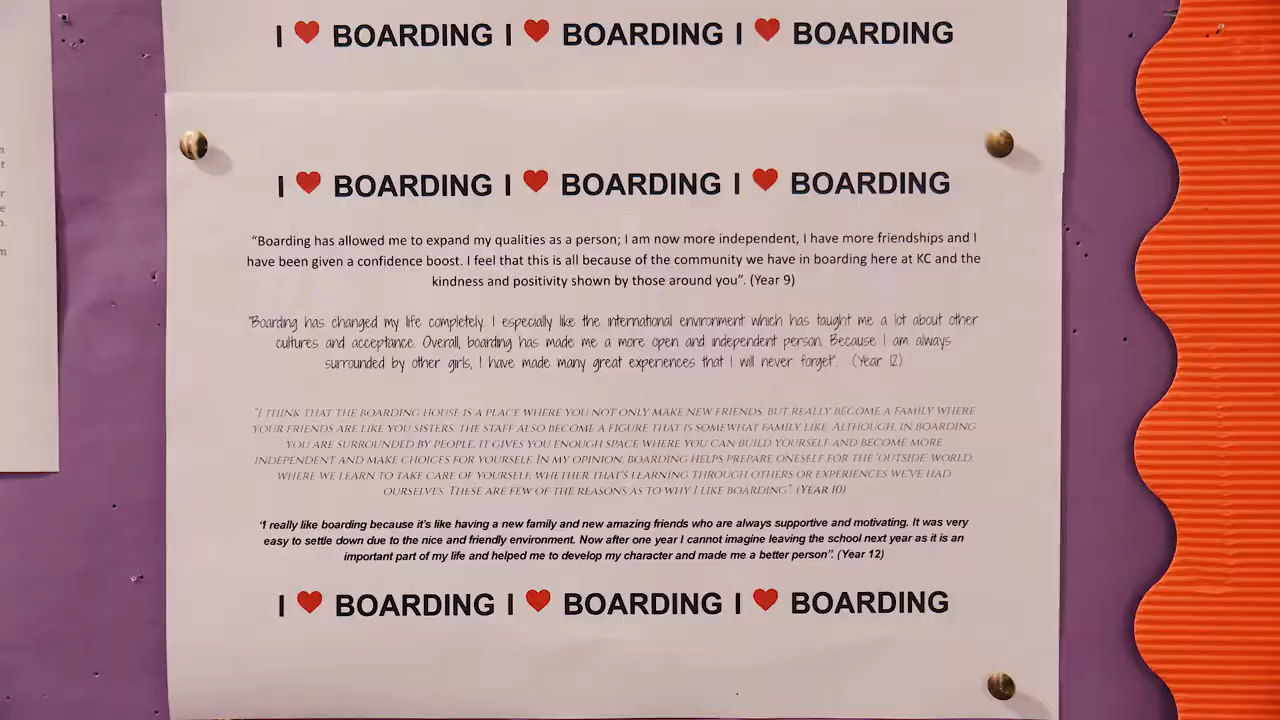 I ❤ BOARDING I ❤ BOARDING I ❤ BOARDING
I ❤ BOARDING I ❤ BOARDING I ❤ BOARDING
“Boarding has allowed me to expand my qualities as a person; I am now more independent, I have more friendships and I
have been given a confidence boost. I feel that this is all because of the community we have in boarding here at KC and the
kindness and positivity shown by those around you”. (Year 9)
“Boarding has changed my life completely. I especially like the international environment which has taught me a lot about other
cultures and acceptance. Overall, boarding has made me a more open and independent person. Because I am always
surrounded by other girls, I have made many great experiences that I will never forget”. (Year 12)
“I THINK THAT THE BOARDING HOUSE IS A PLACE WHERE YOU NOT ONLY MAKE NEW FRIENDS, BUT REALLY BECOME A FAMILY WHERE
YOUR FRIENDS ARE LIKE YOU SISTERS. THE STAFF ALSO BECOME A FIGURE THAT IS SOMEWHAT FAMILY LIKE. ALTHOUGH, IN BOARDING
YOU ARE SURROUNDED BY PEOPLE, IT GIVES YOU ENOUGH SPACE WHERE YOU CAN BUILD YOURSELF AND BECOME MORE
INDEPENDENT AND MAKE CHOICES FOR YOURSELF. IN MY OPINION, BOARDING HELPS PREPARE ONESELF FOR THE ‘OUTSIDE’ WORLD,
WHERE WE LEARN TO TAKE CARE OF YOURSELF, WHETHER THAT’S LEARNING THROUGH OTHERS OR EXPERIENCES WE’VE HAD
OURSELVES. THESE ARE FEW OF THE REASONS AS TO WHY I LIKE BOARDING”. (YEAR 10)
“I really like boarding because it’s like having a new family and new amazing friends who are always supportive and motivating. It was very
easy to settle down due to the nice and friendly environment. Now after one year I cannot imagine leaving the school next year as it is an
important part of my life and helped me to develop my character and made me a better person”. (Year 12)
I ❤ BOARDING I ❤ BOARDING I ❤ BOARDING